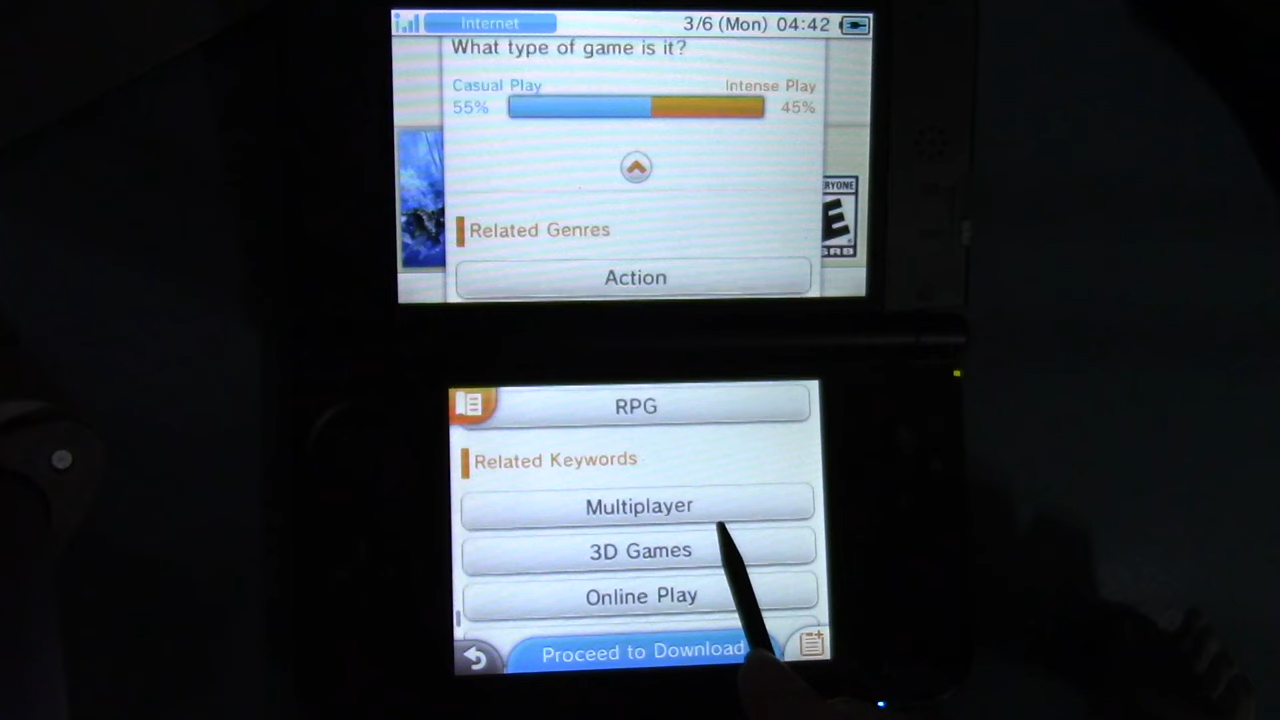 Internet 3/6 (Mon) 04:42
What type of game is it?
Casual Play Intense Play
55% 45%
RYONE
E
Related Genres
Action
RPG
Related Keywords
Multiplayer
3D Games
Online Play
Proceed to Download